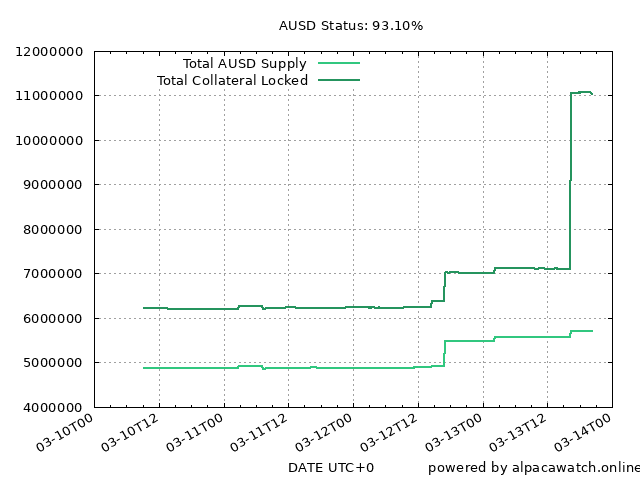 AUSD Status: 93.10%
Total AUSD Supply
Total Collateral Locked
12000000
11000000
10000000
9000000
8000000
7000000
6000000
5000000
4000000
03-10T00
03-10T12
03-11T00
03-11T12
03-12T00
03-12T12
03-13T00
03-13T12
03-14T00
DATE UTC+0
powered by alpacawatch.online